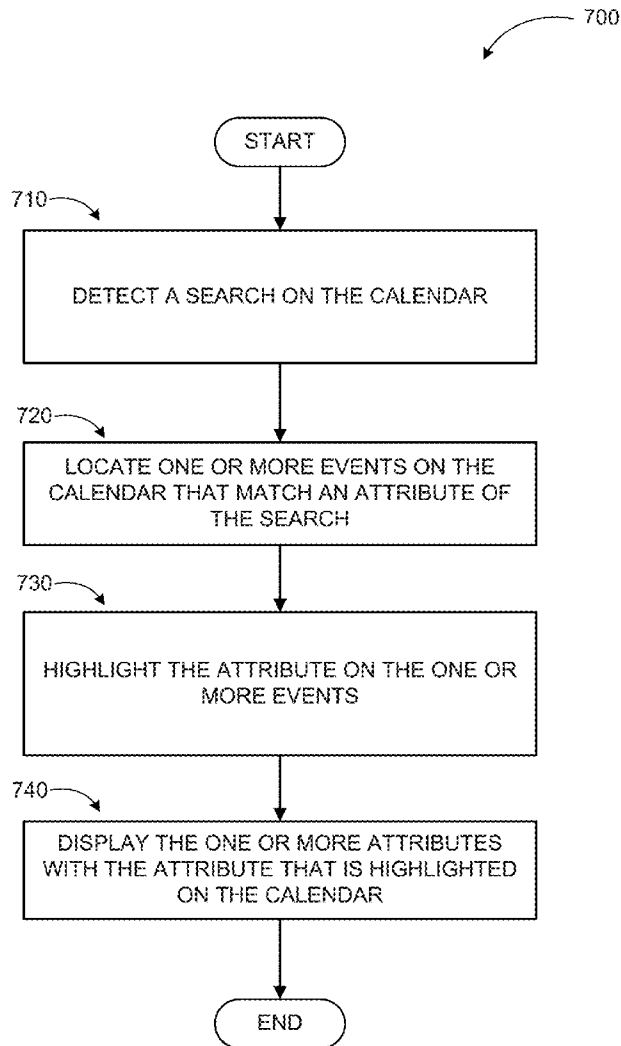 700
START
710
DETECT A SEARCH ON THE CALENDAR
720
LOCATE ONE OR MORE EVENTS ON THE
CALENDAR THAT MATCH AN ATTRIBUTE OF
THE SEARCH
730
HIGHLIGHT THE ATTRIBUTE ON THE ONE OR
MORE EVENTS
740
DISPLAY THE ONE OR MORE ATTRIBUTES
WITH THE ATTRIBUTE THAT IS HIGHLIGHTED
ON THE CALENDAR
END